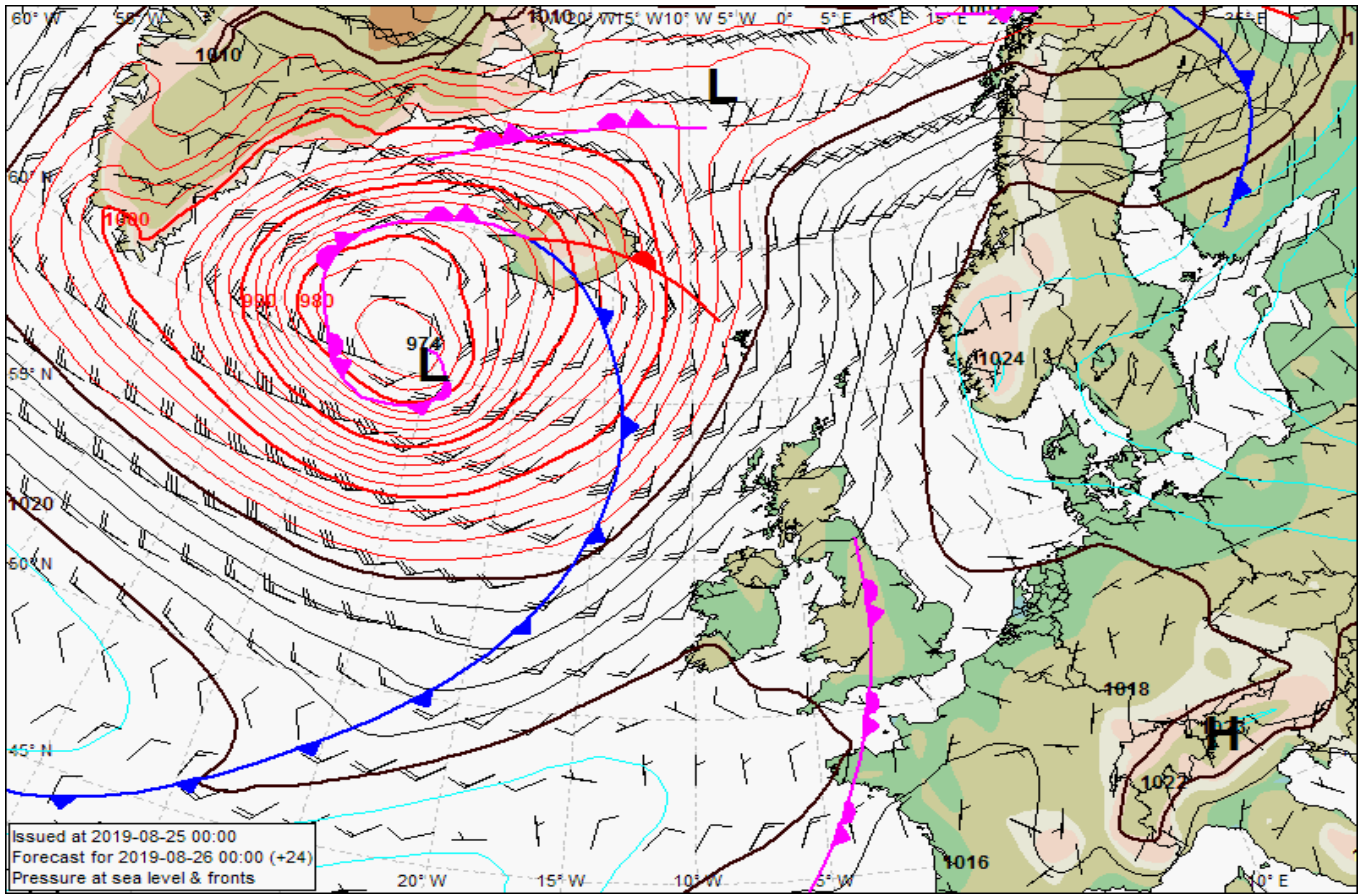 60° W
50° W
1010
20° W
15° W
10° W
5° W
0°
5° E
10° E
15° E
25° E
1010
L
60° N
1000
990
980
974
L
55° N
1024
1020
50° N
1018
H
45° N
1022
1016
Issued at 2019-08-25 00:00
Forecast for 2019-08-26 00:00 (+24)
Pressure at sea level & fronts
20° W
15° W
10° W
5° W
10° E